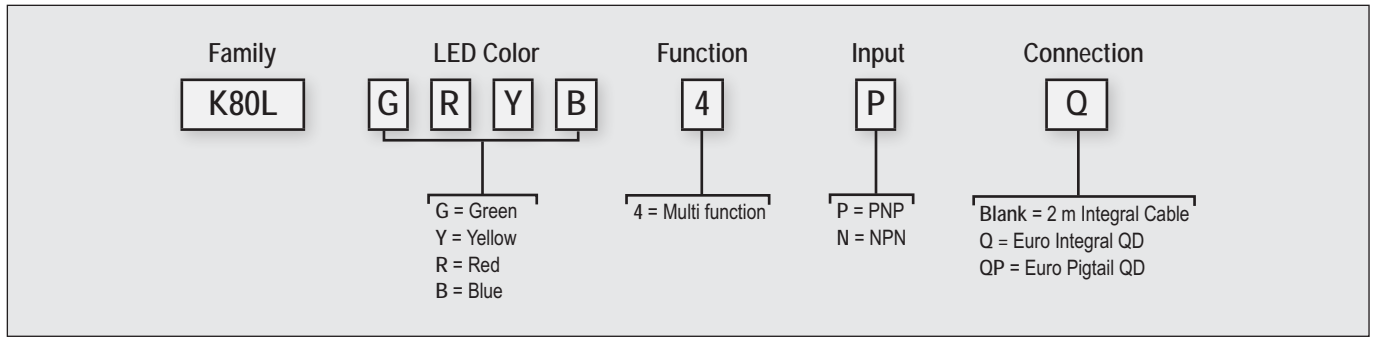 Family LED Color Function Input Connection
K80L G R Y B 4 P Q
G = Green
Y = Yellow
R = Red
B = Blue
4 = Multi function
P = PNP
N = NPN
Blank = 2 m Integral Cable
Q = Euro Integral QD
QP = Euro Pigtail QD